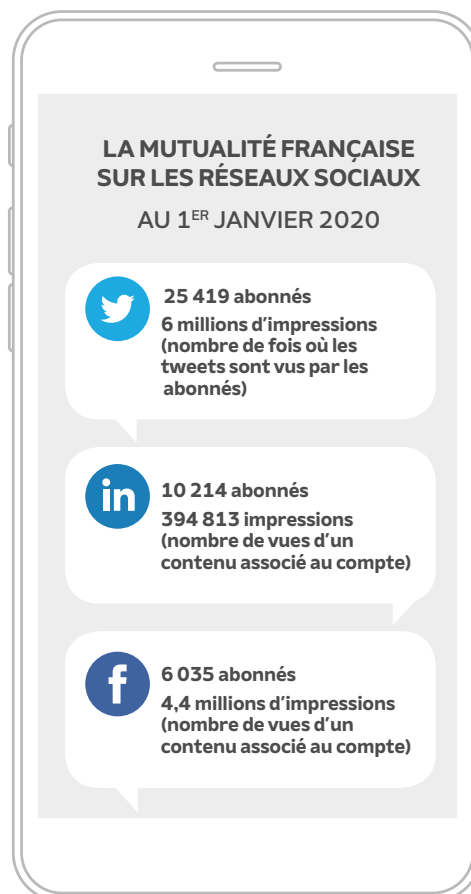 LA MUTUALITÉ FRANÇAISE
SUR LES RÉSEAUX SOCIAUX
AU 1ER JANVIER 2020
25 419 abonnés
6 millions d’impressions
(nombre de fois où les
tweets sont vus par les
abonnés)
in
10 214 abonnés
394 813 impressions
(nombre de vues d’un
contenu associé au compte)
f
6 035 abonnés
4,4 millions d’impressions
(nombre de vues d’un
contenu associé au compte)